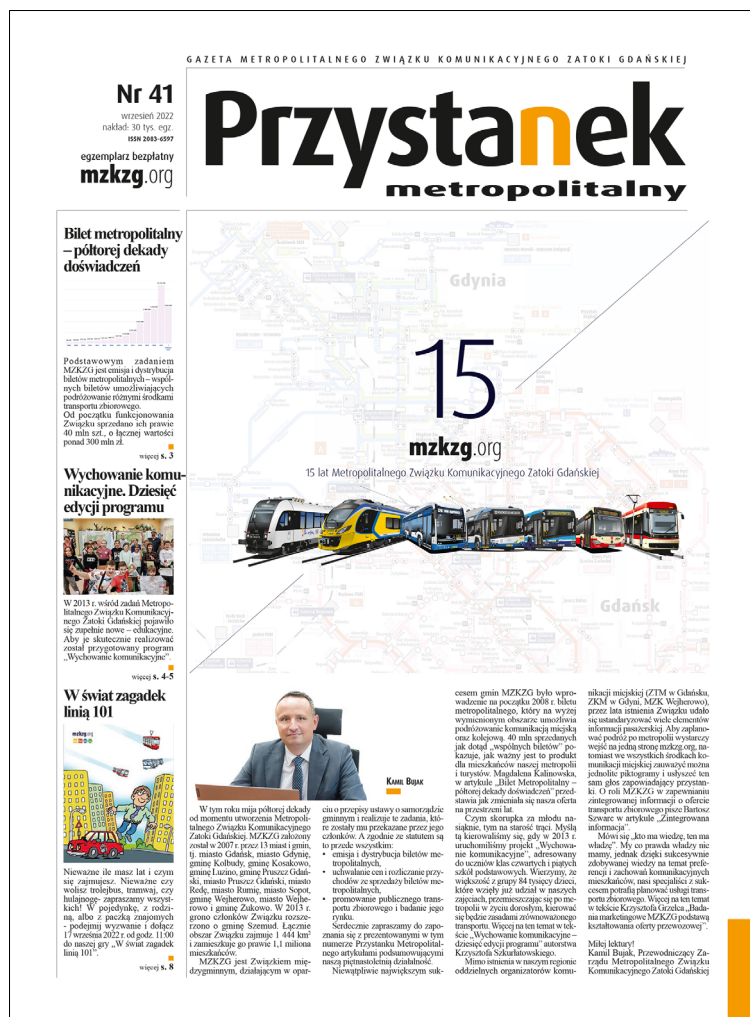 GAZETA METROPOLITALNEGO ZWIĄZKU KOMUNIKACYJNEGO ZATOKI GDAŃSKIEJ
Nr 41
wrzesień 2022
nakład: 30 tys. egz.
ISSN 2083-6597
egzemplarz bezpłatny
mzkzg.org
Przystanek
metropolitalny
Bilet metropolitalny
– półtorej dekady
doświadczeń
Podstawowym zadaniem
MZKZG jest emisja i dystrybucja
biletów metropolitalnych – wspól-
nych biletów umożliwiających
podróżowanie różnymi środkami
transportu zbiorowego.
Od początku funkcjonowania
Związku sprzedano ich prawie
40 mln szt., o łącznej wartości
ponad 300 mln zł.
więcej s. 3
Wychowanie komu-
nikacyjne. Dziesięć
edycji programu
W 2013 r. wśród zadań Metropo-
litalnego Związku Komunikacyj-
nego Zatoki Gdańskiej pojawiło
się zupełnie nowe – edukacyjne.
Aby je skutecznie realizować
został przygotowany program
„Wychowanie komunikacyjne”.
więcej s. 4-5
W świat zagadek
linią 101
mzkzg.org
Nieważne ile masz lat i czym
się zajmujesz. Nieważne czy
wolisz trolejbus, tramwaj, czy
hulajnogę- zapraszamy wszyst-
kich! W pojedynkę, z rodzi-
ną, albo z paczką znajomych
- podejmij wyzwanie i dołącz
17 września 2022 r. od godz. 11:00
do naszej gry „W świat zagadek
linią 101”.
więcej s. 8
Gdynia
15
mzkzg.org
15 lat Metropolitalnego Związku Komunikacyjnego Zatoki Gdańskiej
Gdańsk
Kamil Bujak
W tym roku mija półtorej dekady
od momentu utworzenia Metropoli-
talnego Związku Komunikacyjnego
Zatoki Gdańskiej. MZKZG założony
został w 2007 r. przez 13 miast i gmin,
tj. miasto Gdańsk, miasto Gdynię,
gminę Kolbudy, gminę Kosakowo,
gminę Luzino, gminę Pruszcz Gdań-
ski, miasto Pruszcz Gdański, miasto
Redę, miasto Rumię, miasto Sopot,
gminę Wejherowo, miasto Wejhe-
rowo i gminę Żukowo. W 2013 r.
grono członków Związku rozsze-
rzono o gminę Szemud. Łącznie
obszar Związku zajmuje 1 444 km²
i zamieszkuje go prawie 1,1 miliona
mieszkańców.
MZKZG jest Związkiem mię-
dzygminnym, działającym w opar-
ciu o przepisy ustawy o samorządzie
gminnym i realizuje te zadania, któ-
re zostały mu przekazane przez jego
członków. A zgodnie ze statutem są
to przede wszystkim:
• emisja i dystrybucja biletów me-
tropolitalnych,
• uchwalanie cen i rozliczanie przy-
chodów ze sprzedaży biletów me-
tropolitalnych,
• promowanie publicznego trans-
portu zbiorowego i badanie jego
rynku.
Serdecznie zapraszamy do zapo-
znania się z prezentowanymi w tym
numerze Przystanku Metropolital-
nego artykułami podsumowującymi
naszą piętnastoletnią działalność.
Niewątpliwie największym suk-
cesem gmin MZKZG było wpro-
wadzenie na początku 2008 r. biletu
metropolitalnego, który na wyżej
wymienionym obszarze umożliwia
podróżowanie komunikacją miejską
oraz kolejową. 40 mln sprzedanych
jak dotąd „wspólnych biletów” po-
kazuje, jak ważny jest to produkt
dla mieszkańców naszej metropolii
i turystów. Magdalena Kalinowska,
w artykule „Bilet Metropolitalny –
półtorej dekady doświadczeń” przed-
stawia jak zmieniała się nasza oferta
na przestrzeni lat.
Czym skorupka za młodu na-
siąknie, tym na starość trąci. Myślą
tą kierowaliśmy się, gdy w 2013 r.
uruchomiliśmy projekt „Wychowa-
nie komunikacyjne”, adresowany
do uczniów klas czwartych i piątych
szkół podstawowych. Wierzymy, że
większość z grupy 84 tysięcy dzieci,
które wzięły już udział w naszych
zajęciach, przemieszczając się po me-
tropolii w życiu dorosłym, kierować
się będzie zasadami zrównoważonego
transportu. Więcej na ten temat w tek-
ście „Wychowanie komunikacyjne –
dziesięć edycji programu” autorstwa
Krzysztofa Szkurłatowskiego.
Mimo istnienia w naszym regionie
oddzielnych organizatorów komu-
nikacji miejskiej (ZTM w Gdańsku,
ZKM w Gdyni, MZK Wejherowo),
przez lata istnienia Związku udało
się ustandaryzować wiele elementów
informacji pasażerskiej. Aby zaplano-
wać podróż po metropolii wystarczy
wejść na jedną stronę mzkzg.org, na-
tomiast we wszystkich środkach ko-
munikacji miejskiej zauważyć można
jednolite piktogramy i usłyszeć ten
sam głos zapowiadający przystan-
ki. O roli MZKZG w zapewnianiu
zintegrowanej informacji o ofercie
transportu zbiorowego pisze Bartosz
Szwarc w artykule „Zintegrowana
informacja”.
Mówi się „kto ma wiedzę, ten ma
władzę”. My co prawda władzy nie
mamy, jednak dzięki sukcesywnie
zdobywanej wiedzy na temat prefe-
rencji i zachowań komunikacyjnych
mieszkańców, nasi specjaliści z suk-
cesem potrafią planować usługi trans-
portu zbiorowego. Więcej na ten temat
w tekście Krzysztofa Grzelca „Bada-
nia marketingowe MZKZG podstawą
kształtowania oferty przewozowej”.
Miłej lektury!
Kamil Bujak, Przewodniczący Za-
rządu Metropolitalnego Związku
Komunikacyjnego Zatoki Gdańskiej